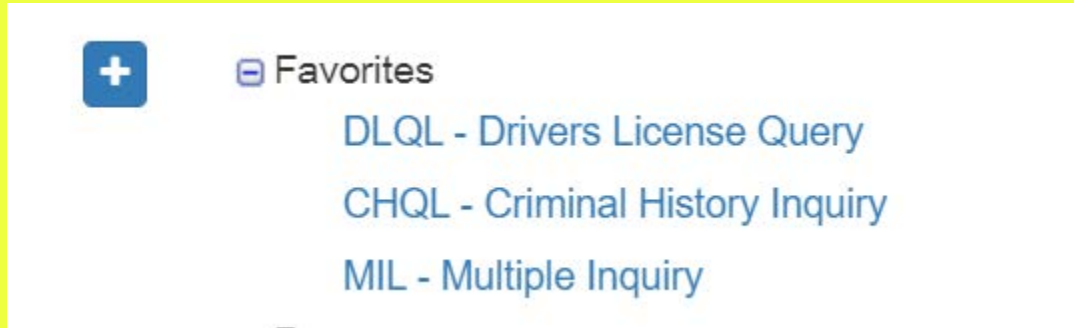 Favorites
DLQL - Drivers License Query
CHQL - Criminal History Inquiry
MIL - Multiple Inquiry